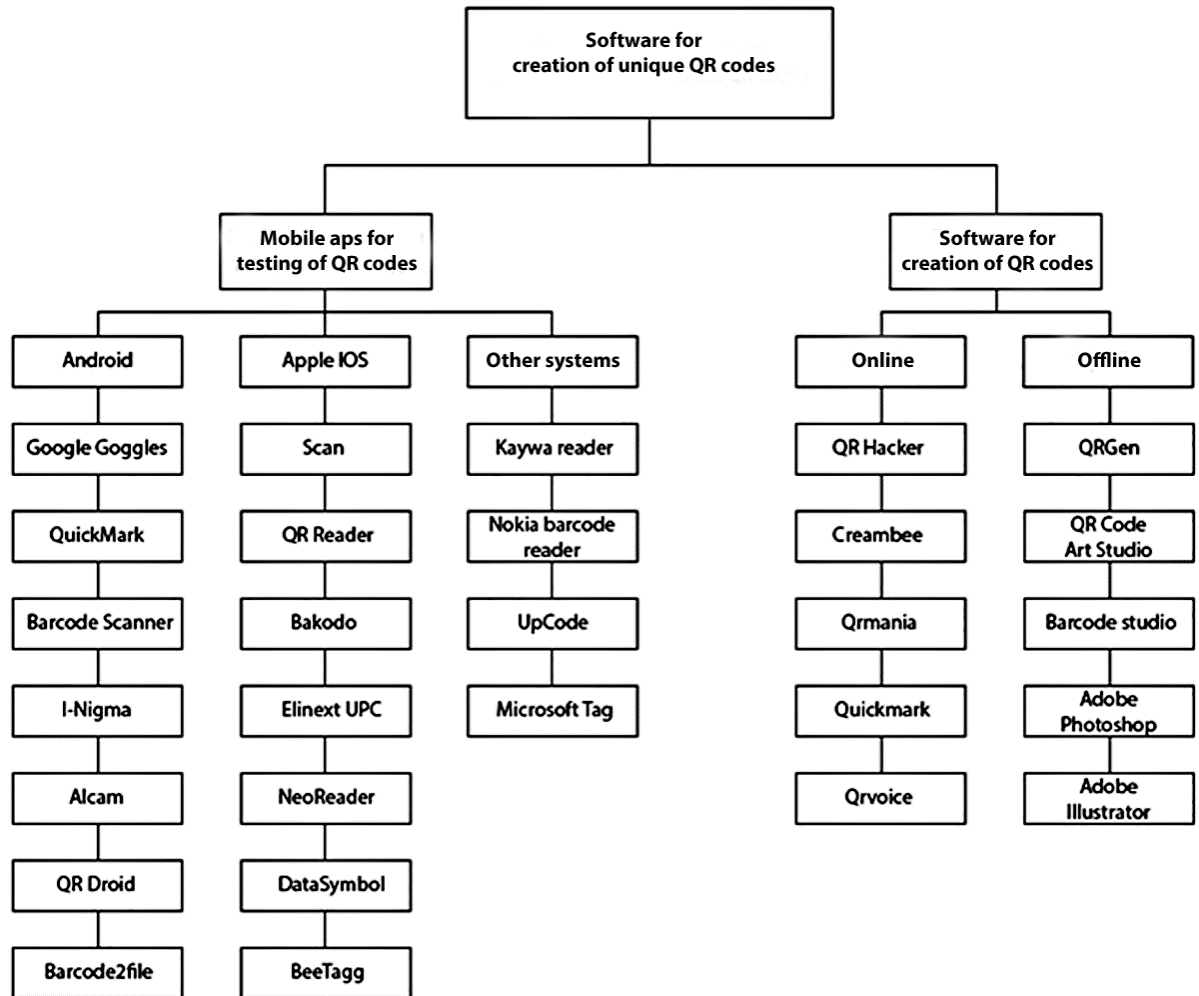 Software for
creation of unique QR codes
Mobile aps for
testing of QR codes
Software for
creation of QR codes
Android
Apple IOS
Other systems
Online
Offline
Google Goggles
Scan
Kaywa reader
QR Hacker
QRGen
QuickMark
QR Reader
Nokia barcode
reader
Creambee
QR Code
Art Studio
Barcode Scanner
Bakodo
UpCode
Qrmania
Barcode studio
I-Nigma
Elinext UPC
Microsoft Tag
Quickmark
Adobe
Photoshop
Alcam
NeoReader
Qrvoice
Adobe
Illustrator
QR Droid
DataSymbol
Barcode2file
BeeTagg